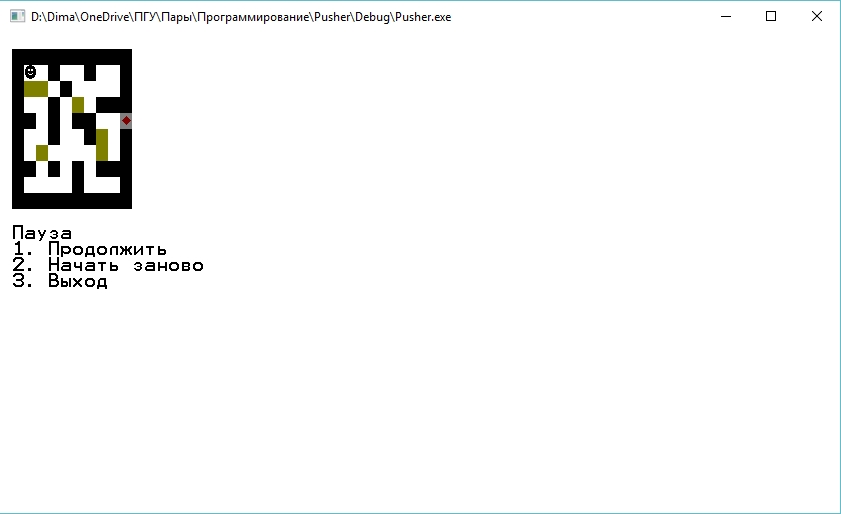 D:\Dima\OneDrive\ПГУ\Пары\Программирование\Pusher\Debug\Pusher.exe
Пауза
1. Продолжить
2. Начать заново
3. Выход